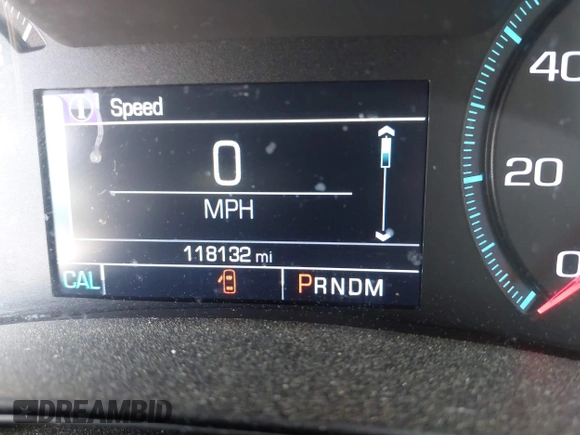 Speed
0
MPH
118132 mi
CAL
PRNDM
40
20
0
DREAMBID